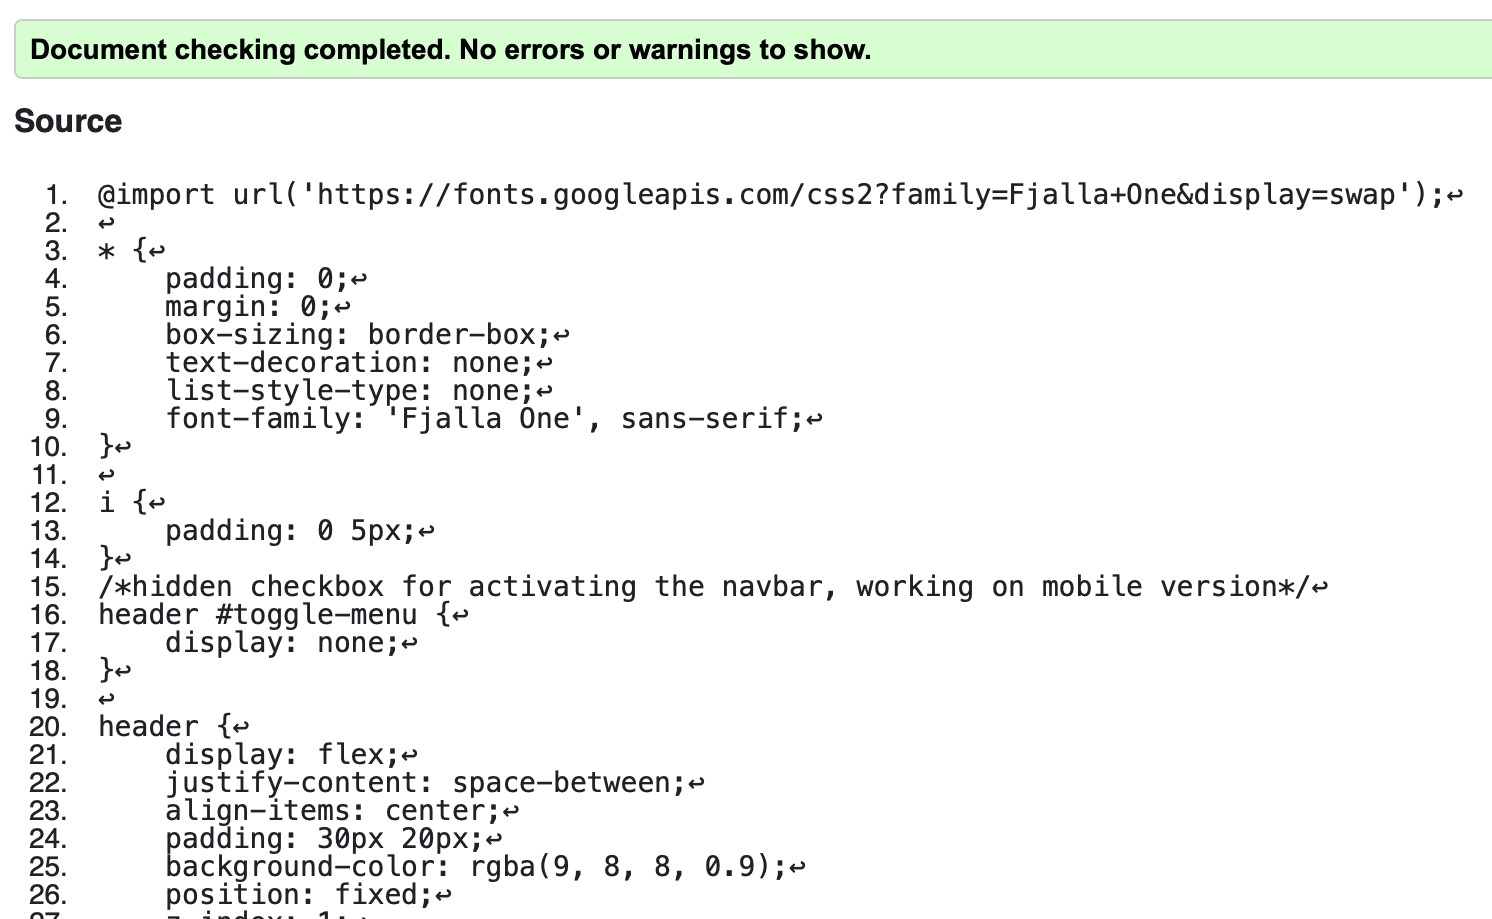 Document checking completed. No errors or warnings to show.
Source
1. @import url('https://fonts.googleapis.com/css2?family=Fjalla+One&display=swap');↩
2. ↩
3. * {↩
4.     padding: 0;↩
5.     margin: 0;↩
6.     box-sizing: border-box;↩
7.     text-decoration: none;↩
8.     list-style-type: none;↩
9.     font-family: 'Fjalla One', sans-serif;↩
10. }↩
11. ↩
12. i {↩
13.     padding: 0 5px;↩
14. }↩
15. /*hidden checkbox for activating the navbar, working on mobile version*/↩
16. header #toggle-menu {↩
17.     display: none;↩
18. }↩
19. ↩
20. header {↩
21.     display: flex;↩
22.     justify-content: space-between;↩
23.     align-items: center;↩
24.     padding: 30px 20px;↩
25.     background-color: rgba(9, 8, 8, 0.9);↩
26.     position: fixed;↩
27.     z-index: 1;↩